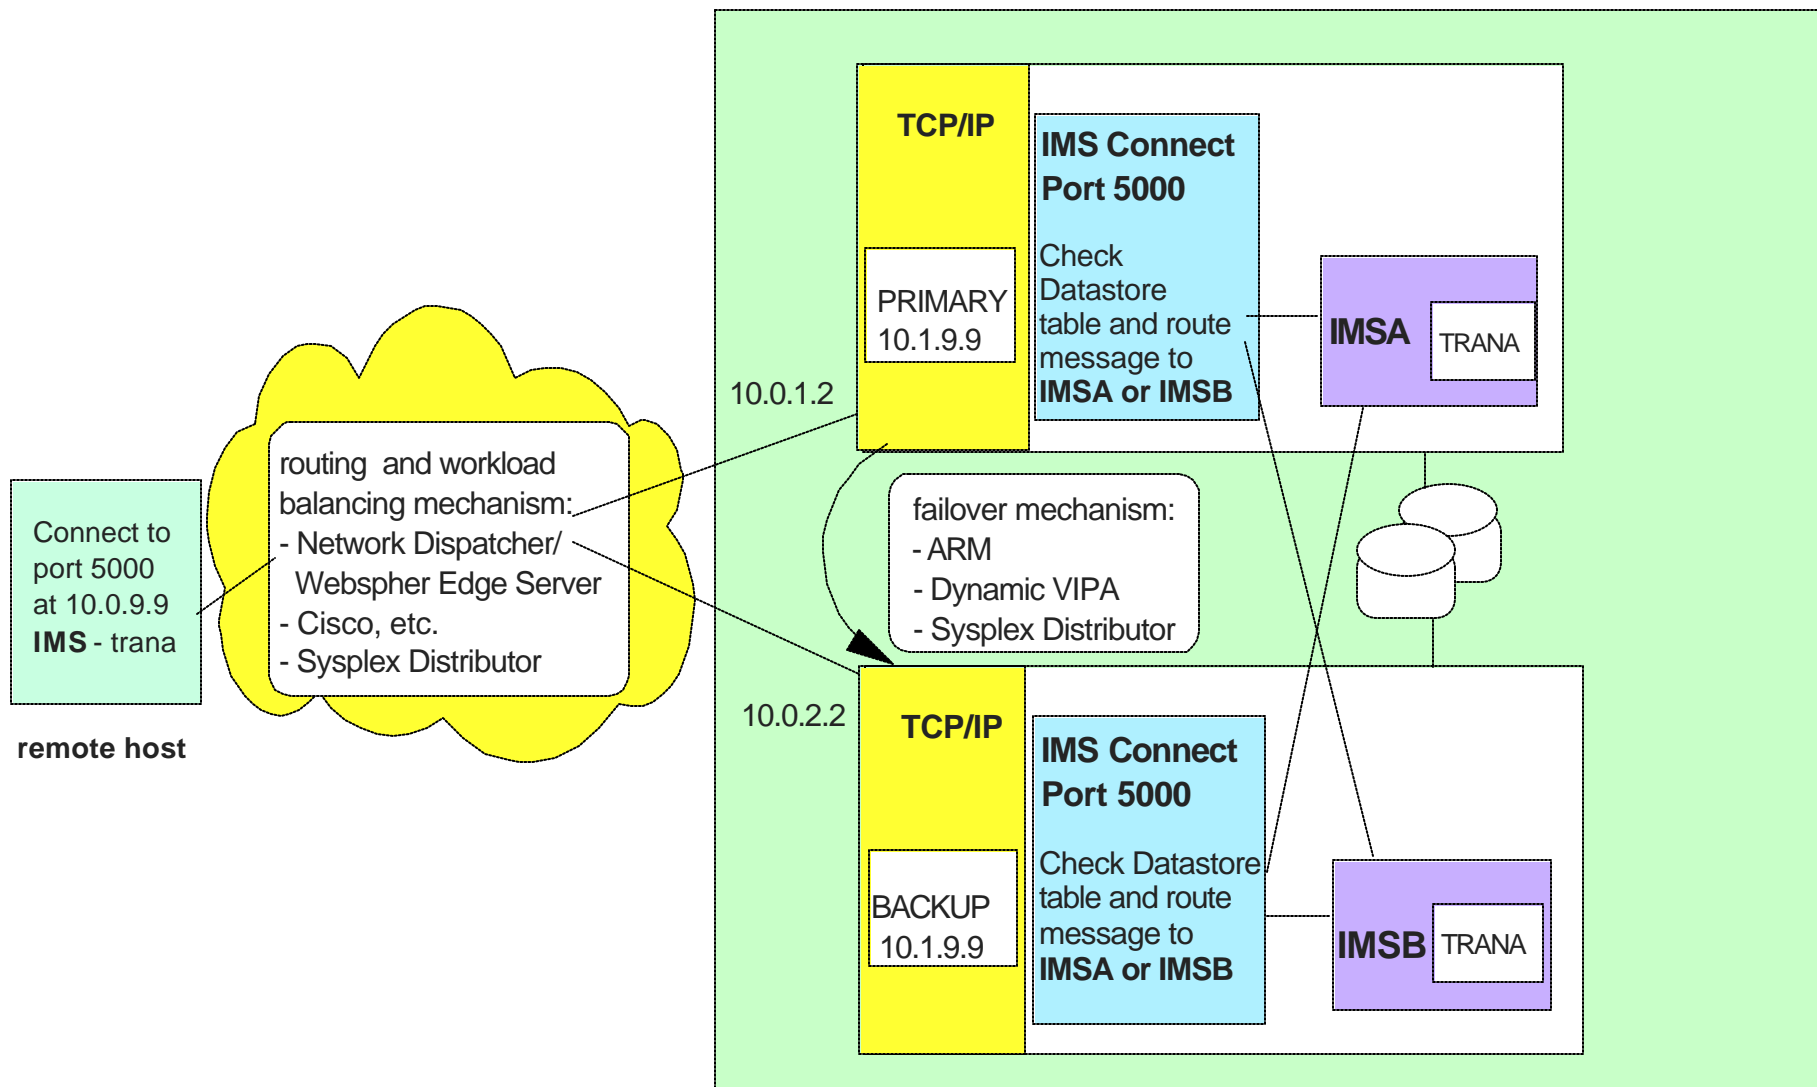 Connect to
port 5000
at 10.0.9.9
IMS - trana
remote host
routing and workload
balancing mechanism:
- Network Dispatcher/
Webspher Edge Server
- Cisco, etc.
- Sysplex Distributor
10.0.1.2
TCP/IP
PRIMARY
10.1.9.9
IMS Connect
Port 5000
Check
Datastore
table and route
message to
IMSA or IMSB
IMSA
TRANA
failover mechanism:
- ARM
- Dynamic VIPA
- Sysplex Distributor
10.0.2.2
TCP/IP
BACKUP
10.1.9.9
IMS Connect
Port 5000
Check Datastore
table and route
message to
IMSA or IMSB
IMSB
TRANA